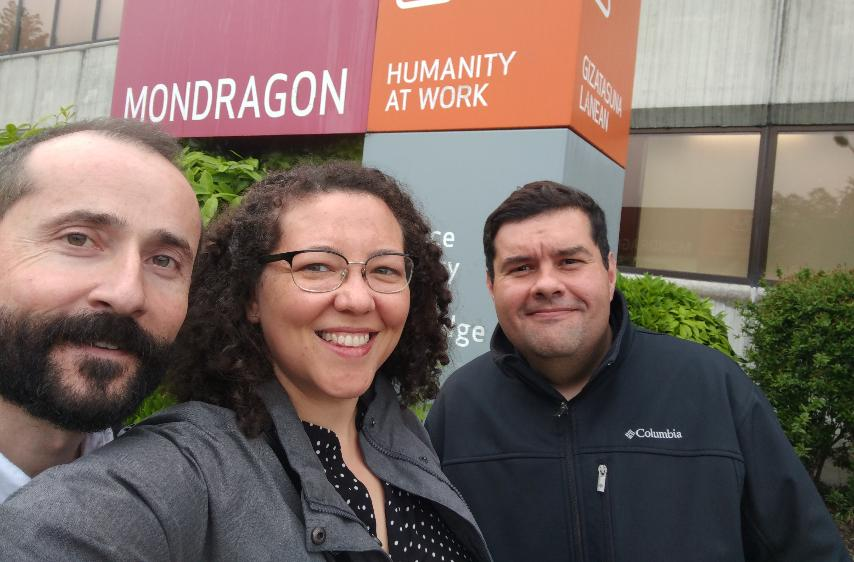 MONDRAGON
HUMANITY
AT WORK
GIZATASUNA
LANEAN
Columbia